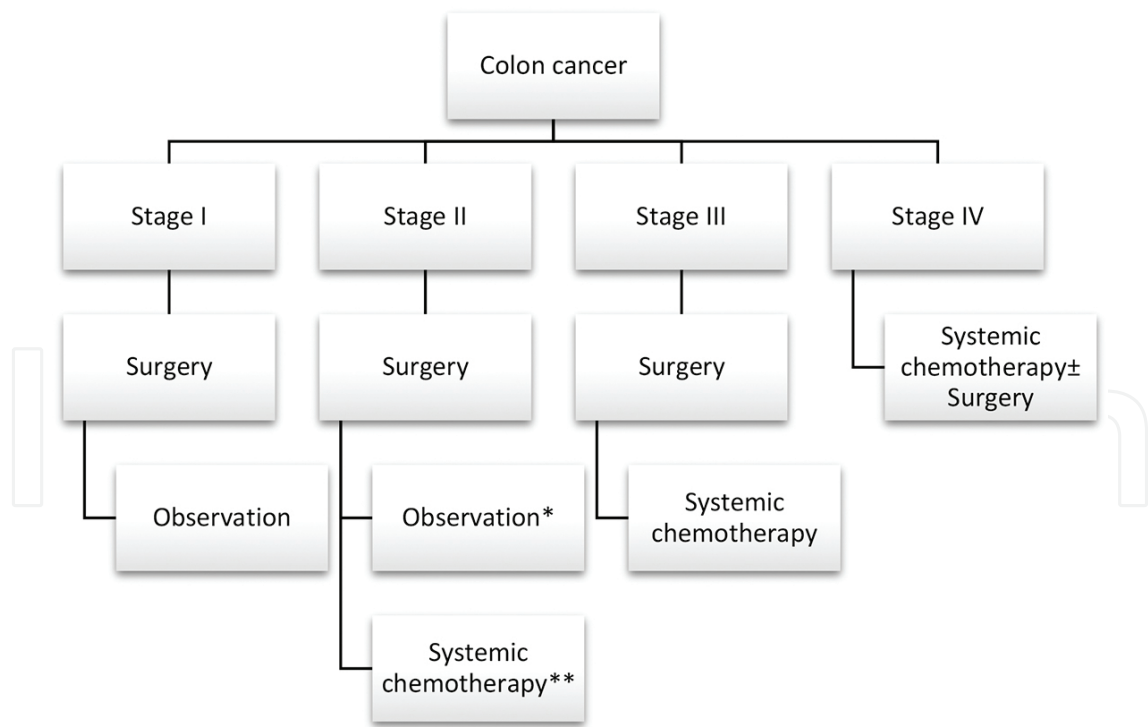 Colon cancer
Stage I
Stage II
Stage III
Stage IV
Surgery
Surgery
Surgery
Systemic
chemotherapy±
Surgery
Observation
Observation*
Systemic
chemotherapy
Systemic
chemotherapy**